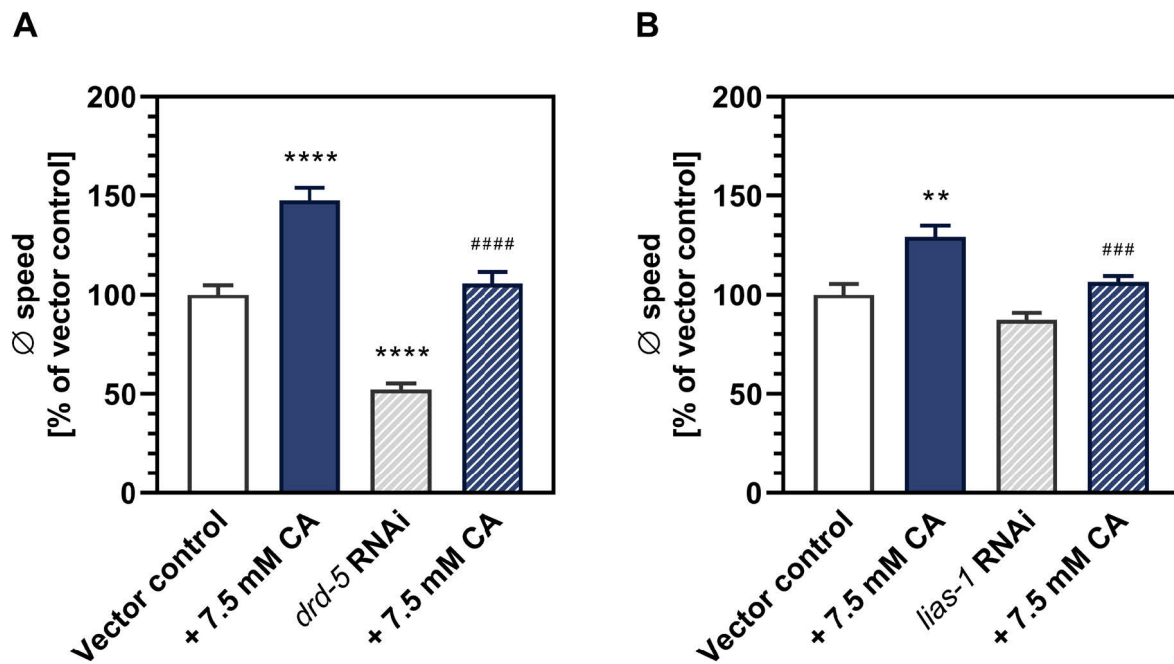 A
200
150
100
50
0
Ø speed
[% of vector control]
****
****
####
Vector control
+ 7.5 mM CA
drd-5 RNAi
+ 7.5 mM CA
B
200
150
100
50
0
Ø speed
[% of vector control]
**
###
Vector control
+ 7.5 mM CA
lias-1 RNAi
+ 7.5 mM CA